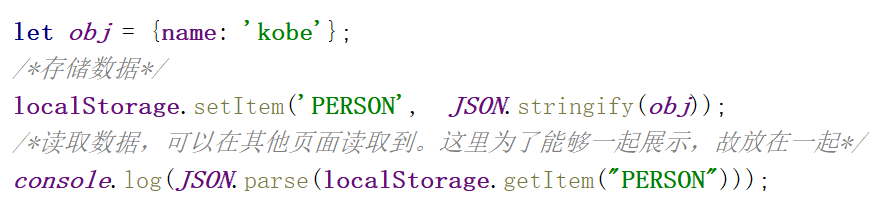 let obj = {name: 'kobe'};
/*存储数据*/
localStorage.setItem('PERSON',  JSON.stringify(obj));
/*读取数据，可以在其他页面读取到。这里为了能够一起展示，故放在一起*/
console.log(JSON.parse(localStorage.getItem("PERSON")));